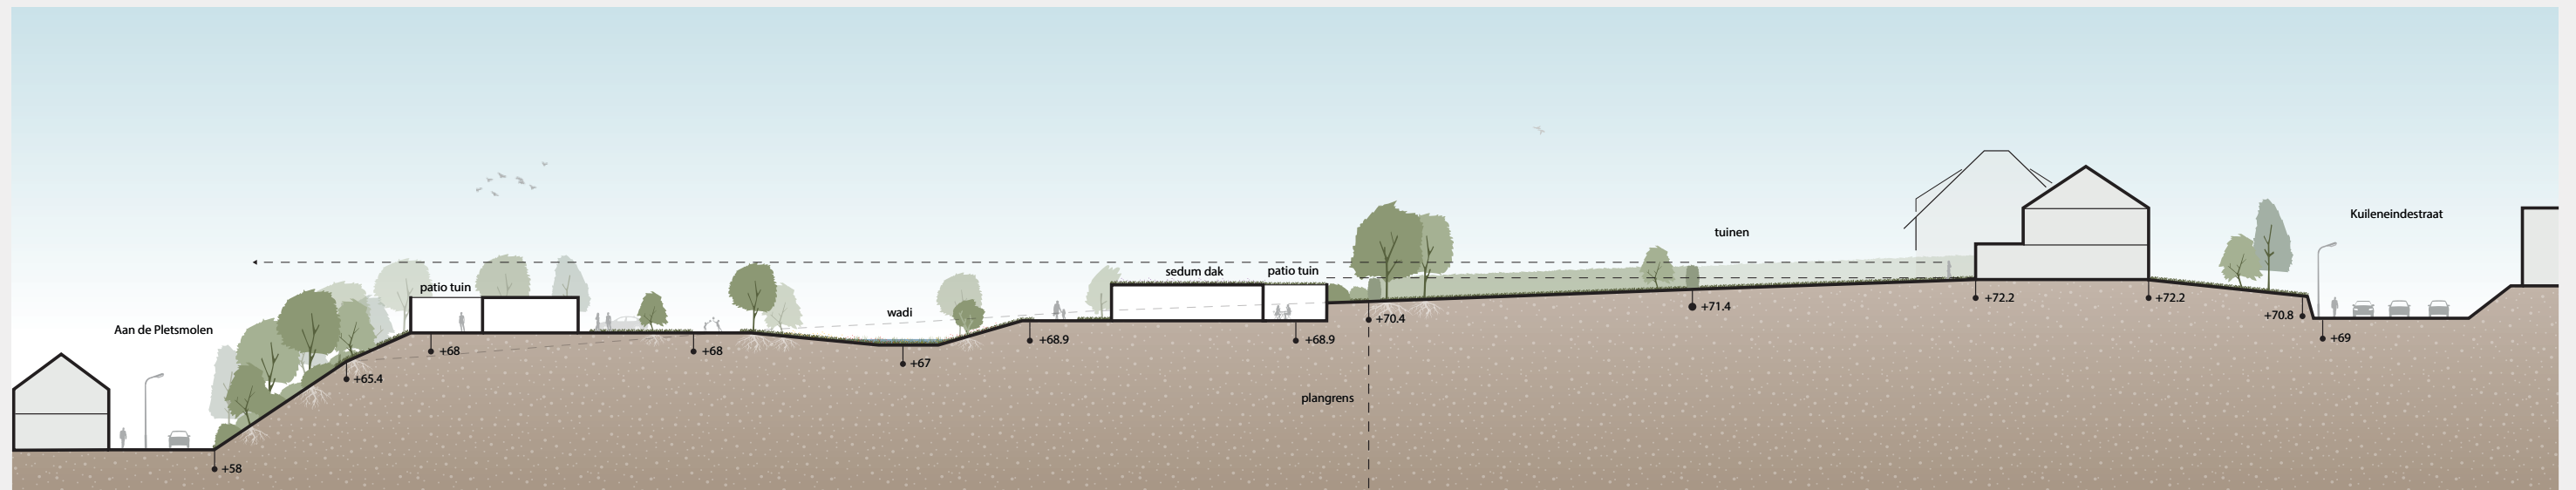 Aan de Pletsmolen
+58
+65.4
patio tuin
+68
+68
wadi
+67
+68.9
sedum dak
patio tuin
+68.9
plangrens
+70.4
tuinen
+71.4
+72.2
+72.2
+70.8
+69
Kuileneindestraat